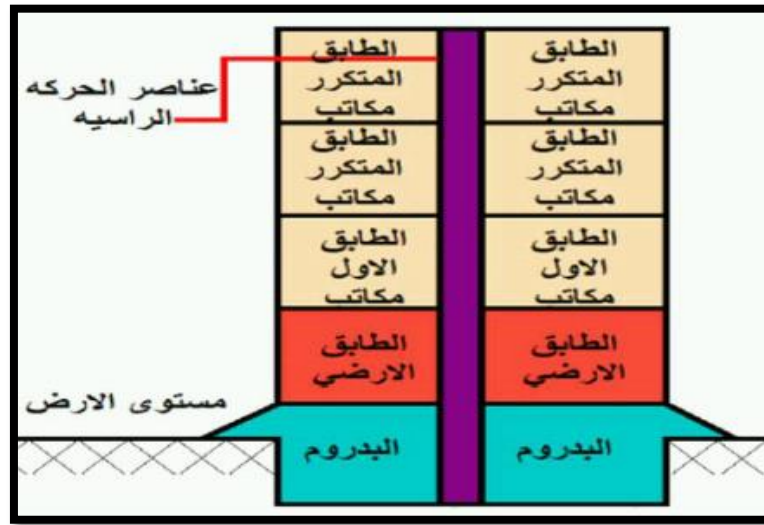 الطابق
المتكرر
مكاتب
الطابق
المتكرر
مكاتب
عناصر الحركه
الراسيه
الطابق
المتكرر
مكاتب
الطابق
المتكرر
مكاتب
الطابق
الاول
مكاتب
الطابق
الاول
مكاتب
الطابق
الارضي
الطابق
الارضي
مستوى الارض
البدروم
البدروم